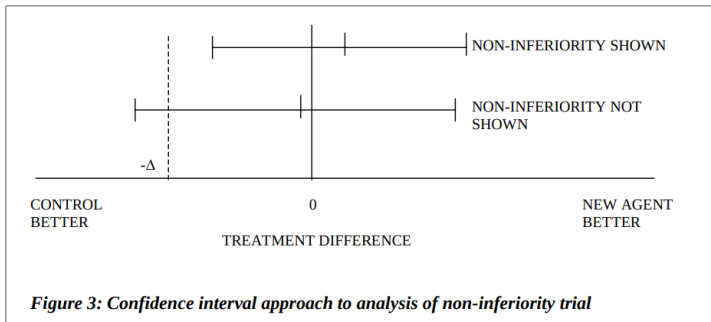 NON-INFERIORITY SHOWN
NON-INFERIORITY NOT
SHOWN
-Δ
CONTROL
BETTER
0
NEW AGENT
BETTER
TREATMENT DIFFERENCE
Figure 3: Confidence interval approach to analysis of non-inferiority trial